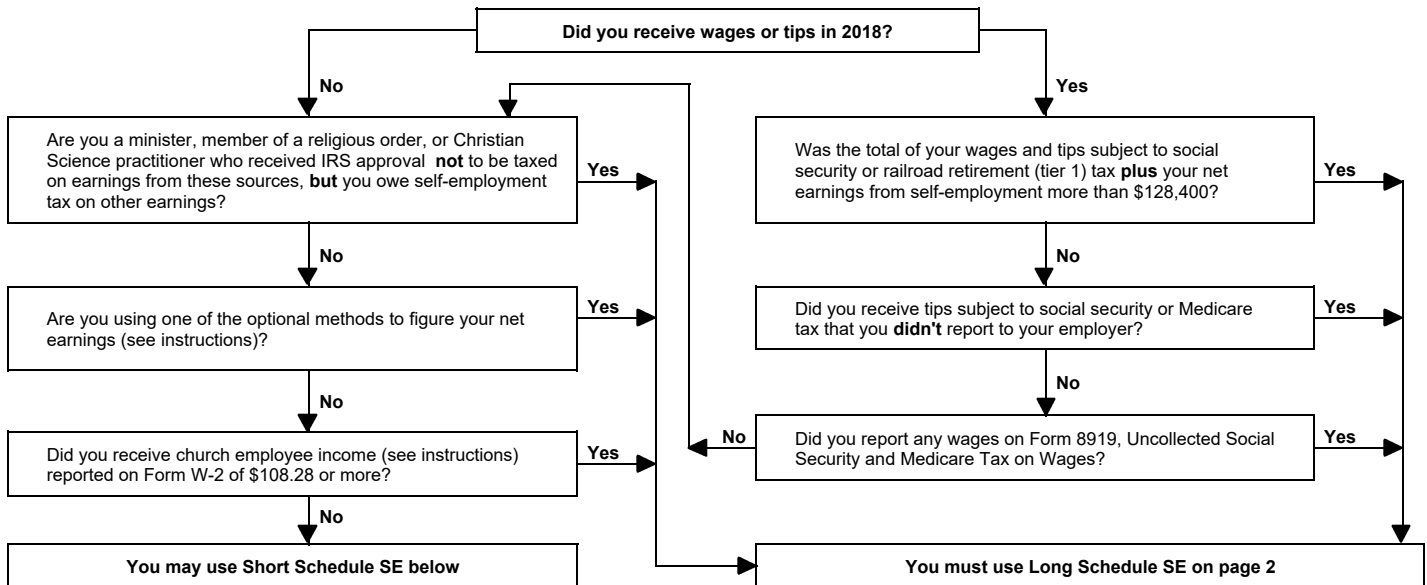 Did you receive wages or tips in 2018?
No
Yes
Are you a minister, member of a religious order, or Christian
Science practitioner who received IRS approval not to be taxed
on earnings from these sources, but you owe self-employment
tax on other earnings?
Yes
Was the total of your wages and tips subject to social
security or railroad retirement (tier 1) tax plus your net
earnings from self-employment more than $128,400?
Yes
No
No
Are you using one of the optional methods to figure your net
earnings (see instructions)?
Yes
Did you receive tips subject to social security or Medicare
tax that you didn't report to your employer?
Yes
No
No
Did you receive church employee income (see instructions)
reported on Form W-2 of $108.28 or more?
Yes
No
Did you report any wages on Form 8919, Uncollected Social
Security and Medicare Tax on Wages?
Yes
No
You may use Short Schedule SE below
You must use Long Schedule SE on page 2